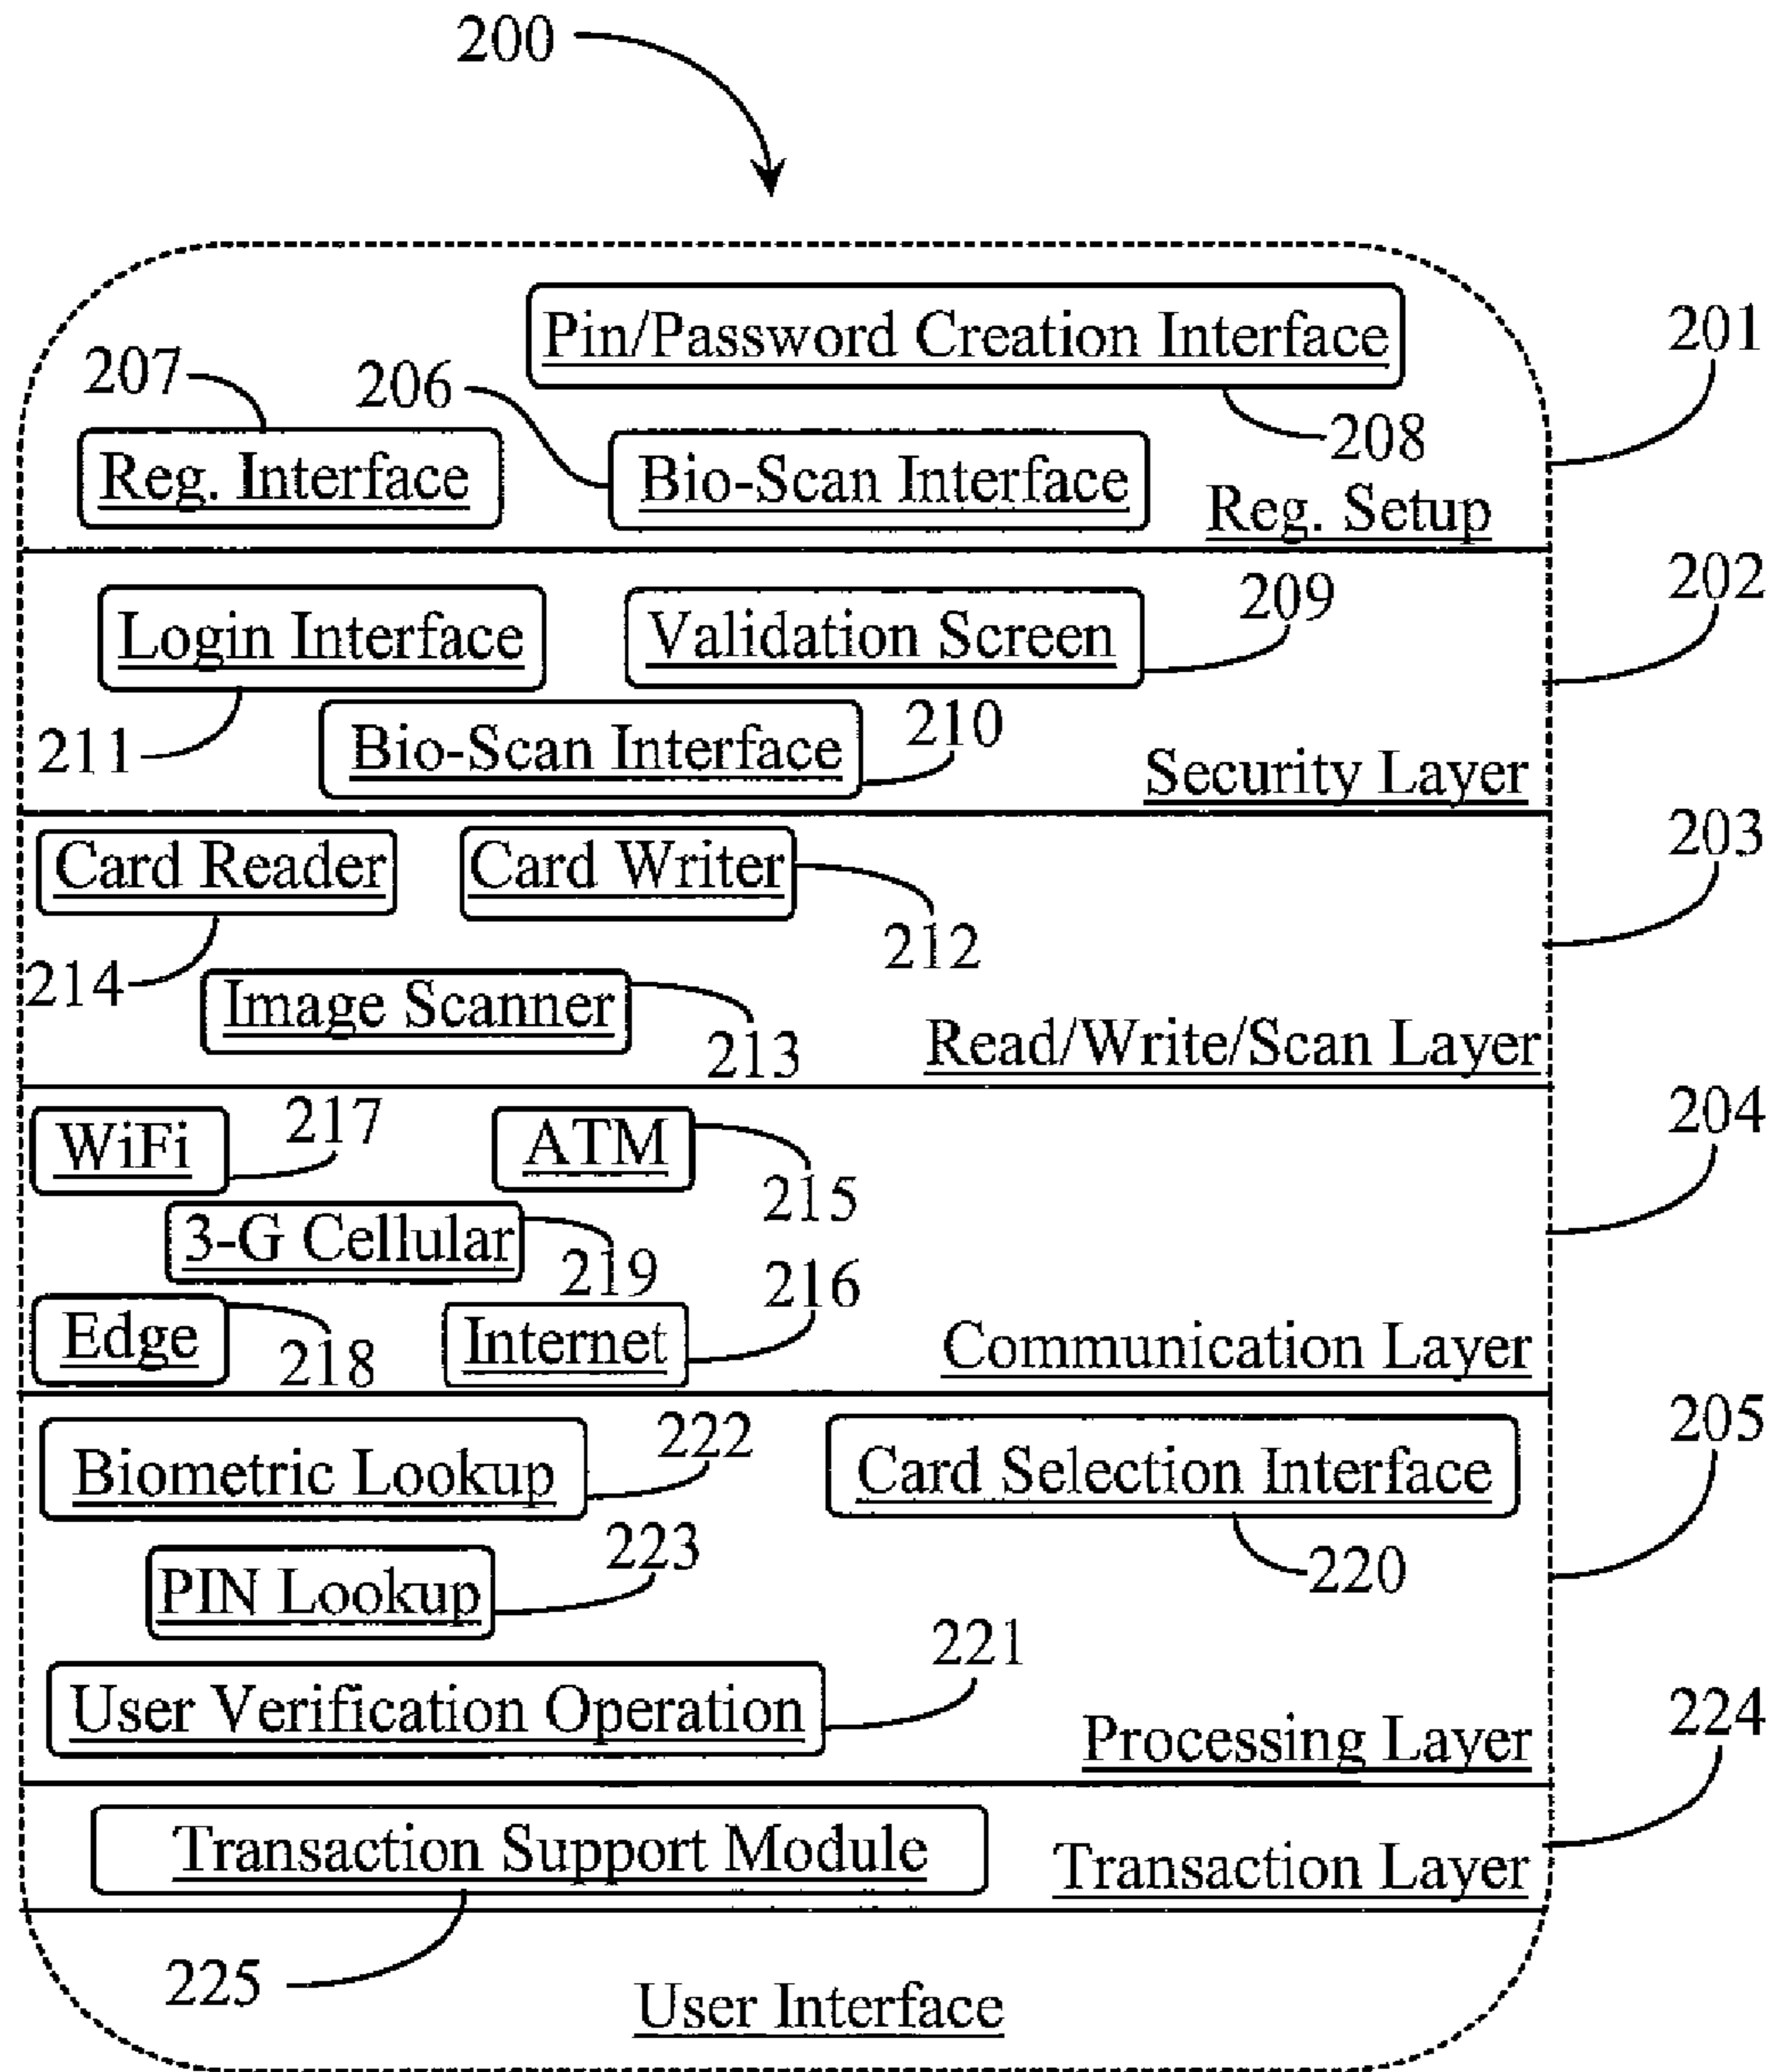 200
Pin/Password Creation Interface
201
207
206
208
Reg. Interface
Bio-Scan Interface
Reg. Setup
202
Login Interface
Validation Screen
209
211
Bio-Scan Interface
210
Security Layer
203
Card Reader
Card Writer
212
214
Image Scanner
213
Read/Write/Scan Layer
204
WiFi
217
ATM
215
3-G Cellular
219
216
Edge
218
Internet
Communication Layer
205
Biometric Lookup
222
Card Selection Interface
223
220
PIN Lookup
221
User Verification Operation
Processing Layer
224
Transaction Support Module
Transaction Layer
225
User Interface